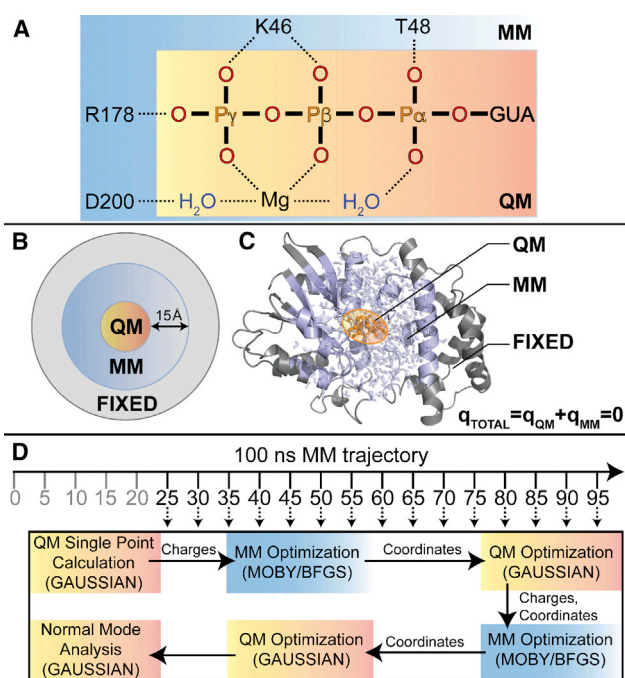 A
K46
T48
MM
O
O
O
R178
O
Pγ
O
Pβ
O
Pα
O
GUA
O
O
O
D200
H2O
Mg
H2O
QM
B
QM
15Å
MM
FIXED
C
QM
MM
FIXED
qTOTAL=qQM+qMM=0
D
100 ns MM trajectory
0 5 10 15 20 25 30 35 40 45 50 55 60 65 70 75 80 85 90 95
QM Single Point
Calculation
(GAUSSIAN)
Charges
MM Optimization
(MOBY/BFGS)
Coordinates
QM Optimization
(GAUSSIAN)
Charges,
Coordinates
Normal Mode
Analysis
(GAUSSIAN)
QM Optimization
(GAUSSIAN)
Coordinates
MM Optimization
(MOBY/BFGS)